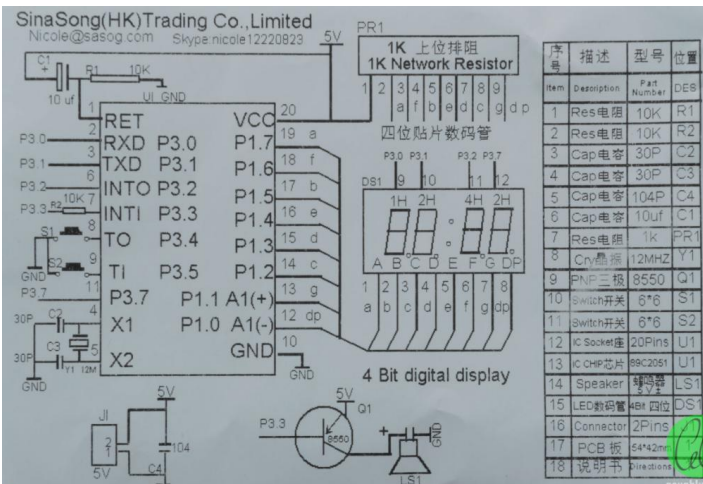 SinaSong(HK)Trading Co.,Limited
Nicole@sasog.com Skype:nicole12220823
5V
C1
10 uf
R1 10K
UI GND
1 RET
2 RXD P3.0
3 TXD P3.1
6 INTO P3.2
7 INTI P3.3
8 TO P3.4
9 TI P3.5
11 P3.7
4 X1
5 X2
20 VCC
19 P1.7 a
18 P1.6 f
17 P1.5 b
16 P1.4 e
15 P1.3 d
14 P1.2 c
13 P1.1 A1(+) g
12 P1.0 A1(-) dp
10 GND
GND
P3.0
P3.1
P3.2
P3.3 R2 10K
S1
S2
GND
P3.7
30P C2
30P C3
Y1 12M
GND
PR1
1K 上位排阻
1K Network Resistor
1 2 3 4 5 6 7 8 9
a f b e d c g dp
四位贴片数码管
P3.0 P3.1 P3.2 P3.7
DS1 9 10 11 12
1H 2H 4H 2H
A B C D E F G DP
1 2 3 4 5 6 7 8
a b c d e f g dp
4 Bit digital display
JI
2
1
5V
5V
104
C4
5V
Q1
P3.3
8550
+
GND
LS1
序号 描述 型号 位置
Item Description Part Number DES
1 Res电阻 10K R1
2 Res电阻 10K R2
3 Cap电容 30P C2
4 Cap电容 30P C3
5 Cap电容 104P C4
6 Cap电容 10uf C1
7 Res电阻 1k PR1
8 Cry晶振 12MHZ Y1
9 PNP三极 8550 Q1
10 Switch开关 6*6 S1
11 Switch开关 6*6 S2
12 IC Socket座 20Pins U1
13 IC CHIP芯片 89C2051 U1
14 Speaker 蜂鸣器 5V LS1
15 LED数码管 4Bit 四位 DS1
16 Connector 2Pins
17 PCB 板 54*42mm
18 说明书 Directions